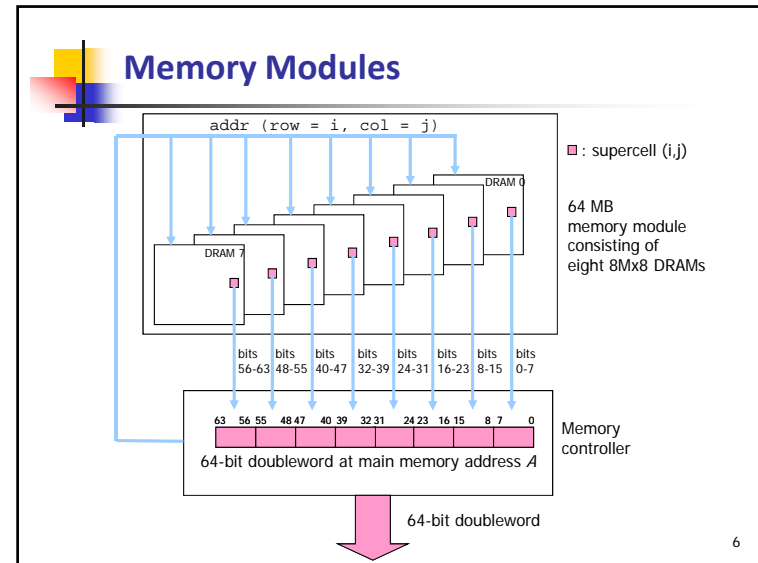 Memory Modules
addr (row = i, col = j)
: supercell (i,j)
DRAM 0
64 MB
memory module
consisting of
eight 8Mx8 DRAMs
DRAM 7
bits bits bits bits bits bits bits bits
56-63 48-55 40-47 32-39 24-31 16-23 8-15 0-7
63 56 55 48 47 40 39 32 31 24 23 16 15 8 7 0
64-bit doubleword at main memory address A
Memory
controller
64-bit doubleword
6